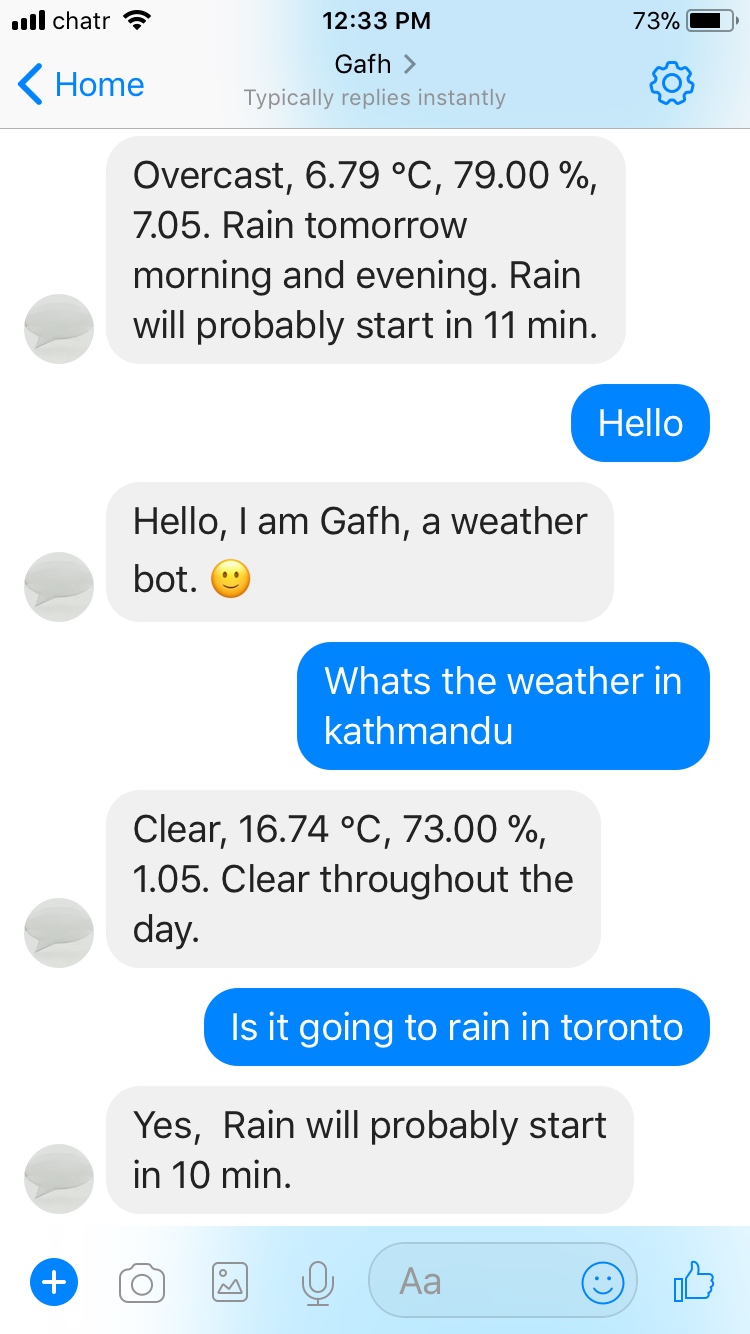 chatr 12:33 PM 73%
Home Gafh
Typically replies instantly
Overcast, 6.79 °C, 79.00 %,
7.05. Rain tomorrow
morning and evening. Rain
will probably start in 11 min.
Hello
Hello, I am Gafh, a weather
bot. 🙂
Whats the weather in
kathmandu
Clear, 16.74 °C, 73.00 %,
1.05. Clear throughout the
day.
Is it going to rain in toronto
Yes,  Rain will probably start
in 10 min.
Aa